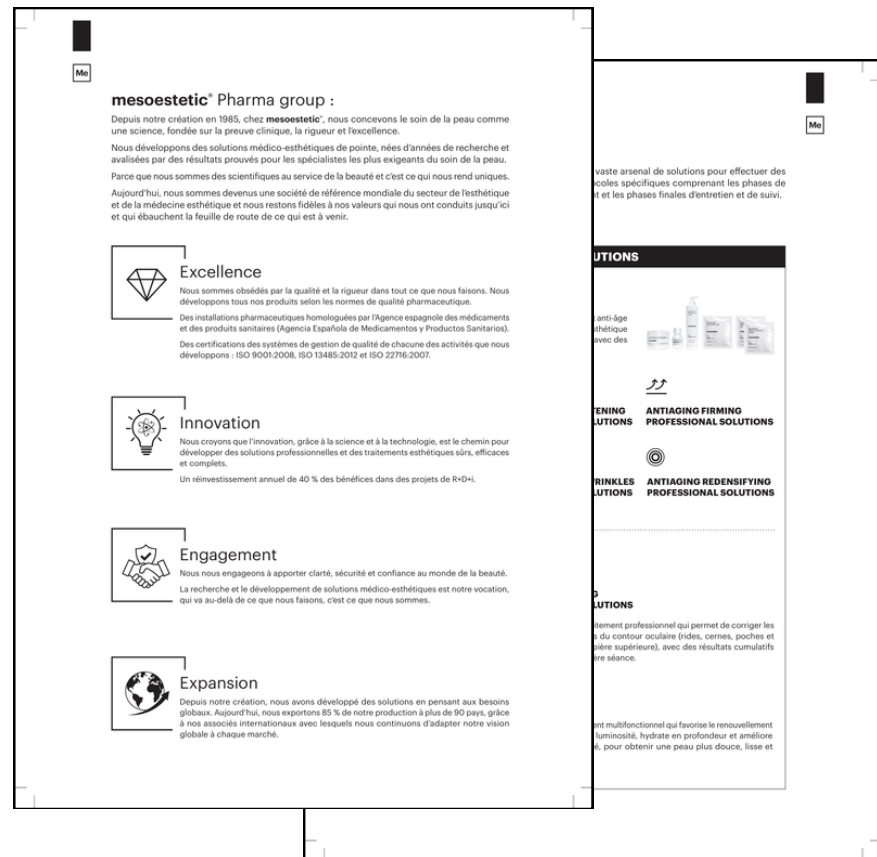 Me
mesoestetic® Pharma group :
Depuis notre création en 1985, chez mesoestetic®, nous concevons le soin de la peau comme
une science, fondée sur la preuve clinique, la rigueur et l'excellence.
Nous développons des solutions médico-esthétiques de pointe, nées d'années de recherche et
avalisées par des résultats prouvés pour les spécialistes les plus exigeants du soin de la peau.
Parce que nous sommes des scientifiques au service de la beauté et c'est ce qui nous rend uniques.
Aujourd'hui, nous sommes devenus une société de référence mondiale du secteur de l'esthétique
et de la médecine esthétique et nous restons fidèles à nos valeurs qui nous ont conduits jusqu'ici
et qui ébauchent la feuille de route de ce qui est à venir.
Excellence
Nous sommes obsédés par la qualité et la rigueur dans tout ce que nous faisons. Nous
développons tous nos produits selon les normes de qualité pharmaceutique.
Des installations pharmaceutiques homologuées par l'Agence espagnole des médicaments
et des produits sanitaires (Agencia Española de Medicamentos y Productos Sanitarios).
Des certifications des systèmes de gestion de qualité de chacune des activités que nous
développons : ISO 9001:2008, ISO 13485:2012 et ISO 22716:2007.
Innovation
Nous croyons que l'innovation, grâce à la science et à la technologie, est le chemin pour
développer des solutions professionnelles et des traitements esthétiques sûrs, efficaces
et complets.
Un réinvestissement annuel de 40 % des bénéfices dans des projets de R+D+i.
Engagement
Nous nous engageons à apporter clarté, sécurité et confiance au monde de la beauté.
La recherche et le développement de solutions médico-esthétiques est notre vocation,
qui va au-delà de ce que nous faisons, c'est ce que nous sommes.
Expansion
Depuis notre création, nous avons développé des solutions en pensant aux besoins
globaux. Aujourd'hui, nous exportons 85 % de notre production à plus de 90 pays, grâce
à nos associés internationaux avec lesquels nous continuons d'adapter notre vision
globale à chaque marché.
Me
vaste arsenal de solutions pour effectuer des
spécifiques comprenant les phases de
et les phases finales d'entretien et de suivi.
anti-âge
avec des
ANTIAGING FIRMING
PROFESSIONAL SOLUTIONS
ANTIAGING REDENSIFYING
PROFESSIONAL SOLUTIONS
professionnel qui permet de corriger les
du contour oculaire (rides, cernes, poches et
supérieure), avec des résultats cumulatifs
séance.
multifonctionnel qui favorise le renouvellement
luminosité, hydrate en profondeur et améliore
pour obtenir une peau plus douce, lisse et